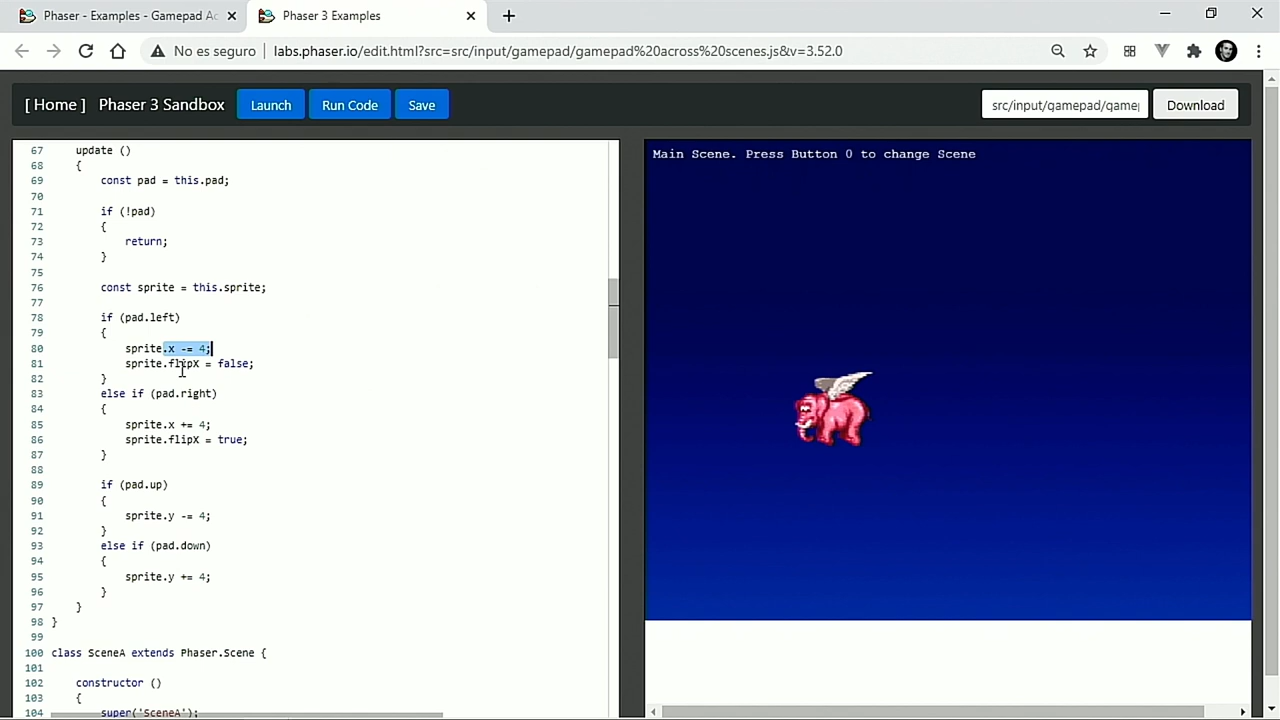 Phaser - Examples - Gamepad Ac
Phaser 3 Examples
No es seguro
labs.phaser.io/edit.html?src=src/input/gamepad/gamepad%20across%20scenes.js&v=3.52.0
[ Home ]
Phaser 3 Sandbox
Launch
Run Code
Save
src/input/gamepad/game
Download
67 update ()
68 {
69 const pad = this.pad;
70
71 if (!pad)
72 {
73 return;
74 }
75
76 const sprite = this.sprite;
77
78 if (pad.left)
79 {
80 sprite.x -= 4;
81 sprite.flipX = false;
82 }
83 else if (pad.right)
84 {
85 sprite.x += 4;
86 sprite.flipX = true;
87 }
88
89 if (pad.up)
90 {
91 sprite.y -= 4;
92 }
93 else if (pad.down)
94 {
95 sprite.y += 4;
96 }
97 }
98 }
99
100 class SceneA extends Phaser.Scene {
101
102 constructor ()
103 {
104 super('SceneA');
Main Scene. Press Button 0 to change Scene